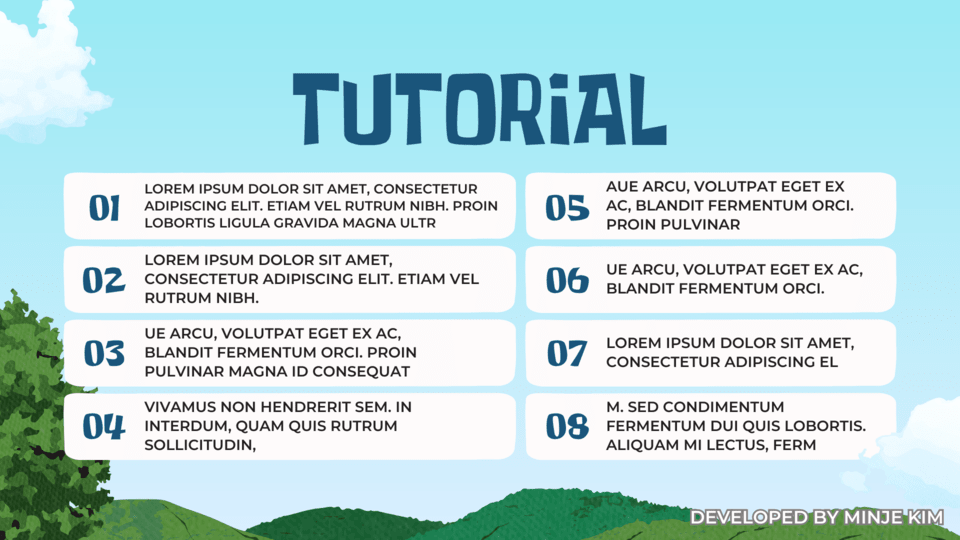 TUTORIAL
01
LOREM IPSUM DOLOR SIT AMET, CONSECTETUR
ADIPISCING ELIT. ETIAM VEL RUTRUM NIBH. PROIN
LOBORTIS LIGULA GRAVIDA MAGNA ULTR
02
LOREM IPSUM DOLOR SIT AMET,
CONSECTETUR ADIPISCING ELIT. ETIAM VEL
RUTRUM NIBH.
03
UE ARCU, VOLUTPAT EGET EX AC,
BLANDIT FERMENTUM ORCI. PROIN
PULVINAR MAGNA ID CONSEQUAT
04
VIVAMUS NON HENDRERIT SEM. IN
INTERDUM, QUAM QUIS RUTRUM
SOLLICITUDIN,
05
AUE ARCU, VOLUTPAT EGET EX
AC, BLANDIT FERMENTUM ORCI.
PROIN PULVINAR
06
UE ARCU, VOLUTPAT EGET EX AC,
BLANDIT FERMENTUM ORCI.
07
LOREM IPSUM DOLOR SIT AMET,
CONSECTETUR ADIPISCING EL
08
M. SED CONDIMENTUM
FERMENTUM DUI QUIS LOBORTIS.
ALIQUAM MI LECTUS, FERM
DEVELOPED BY MINJE KIM